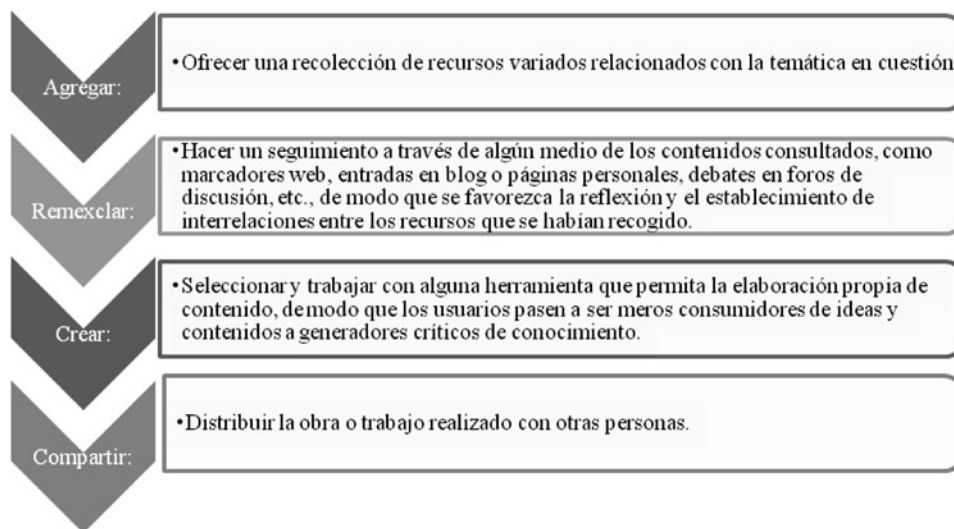 Agregar:
•Ofrecer una recolección de recursos variados relacionados con la temática en cuestión
Remexclar:
•Hacer un seguimiento a través de algún medio de los contenidos consultados, como
marcadores web, entradas en blog o páginas personales, debates en foros de
discusión, etc., de modo que se favorezca la reflexión y el establecimiento de
interrelaciones entre los recursos que se habían recogido.
Crear:
•Seleccionar y trabajar con alguna herramienta que permita la elaboración propia de
contenido, de modo que los usuarios pasen a ser meros consumidores de ideas y
contenidos a generadores críticos de conocimiento.
Compartir:
•Distribuir la obra o trabajo realizado con otras personas.